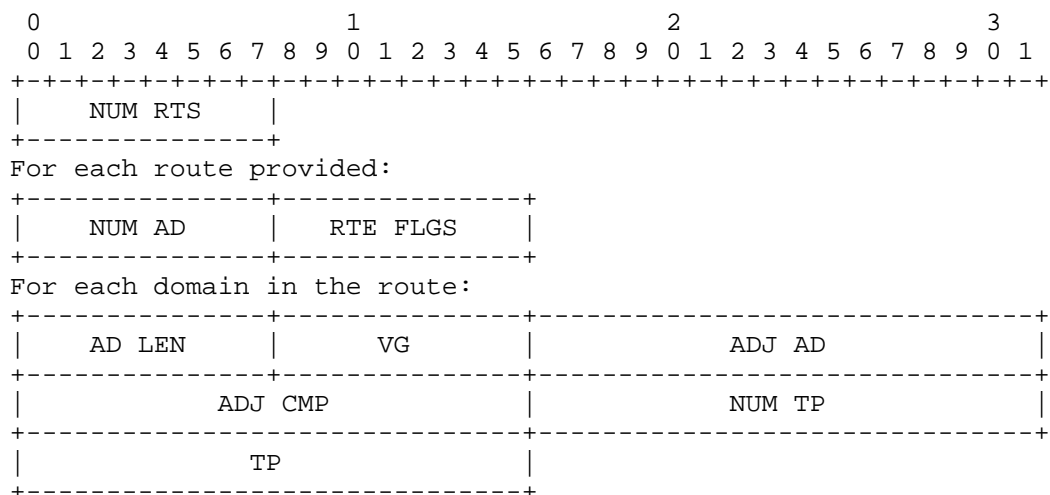 0                   1                   2                   3
 0 1 2 3 4 5 6 7 8 9 0 1 2 3 4 5 6 7 8 9 0 1 2 3 4 5 6 7 8 9 0 1
+-+-+-+-+-+-+-+-+-+-+-+-+-+-+-+-+-+-+-+-+-+-+-+-+-+-+-+-+-+-+-+-+
|    NUM RTS    |
+---------------+
For each route provided:
+---------------+---------------+
|    NUM AD     |   RTE FLGS    |
+---------------+---------------+
For each domain in the route:
+---------------+---------------+-------------------------------+
|    AD LEN     |      VG       |            ADJ AD             |
+---------------+---------------+-------------------------------+
|            ADJ CMP            |            NUM TP             |
+-------------------------------+-------------------------------+
|              TP               |
+-------------------------------+